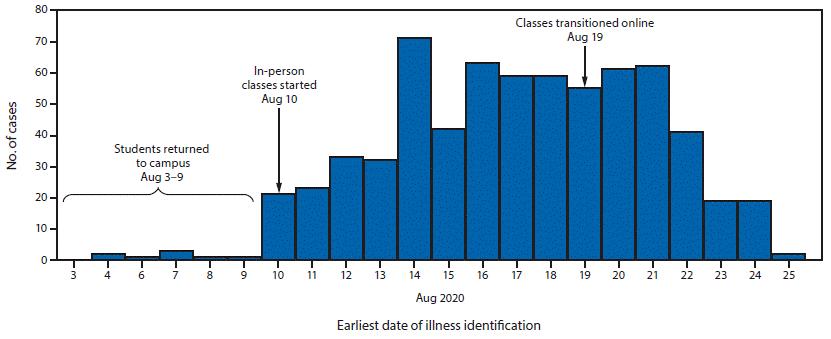 80
70
60
50
40
30
20
10
0
No. of cases
Students returned
to campus
Aug 3–9
In-person
classes started
Aug 10
Classes transitioned online
Aug 19
3 4 6 7 8 9 10 11 12 13 14 15 16 17 18 19 20 21 22 23 24 25
Aug 2020
Earliest date of illness identification